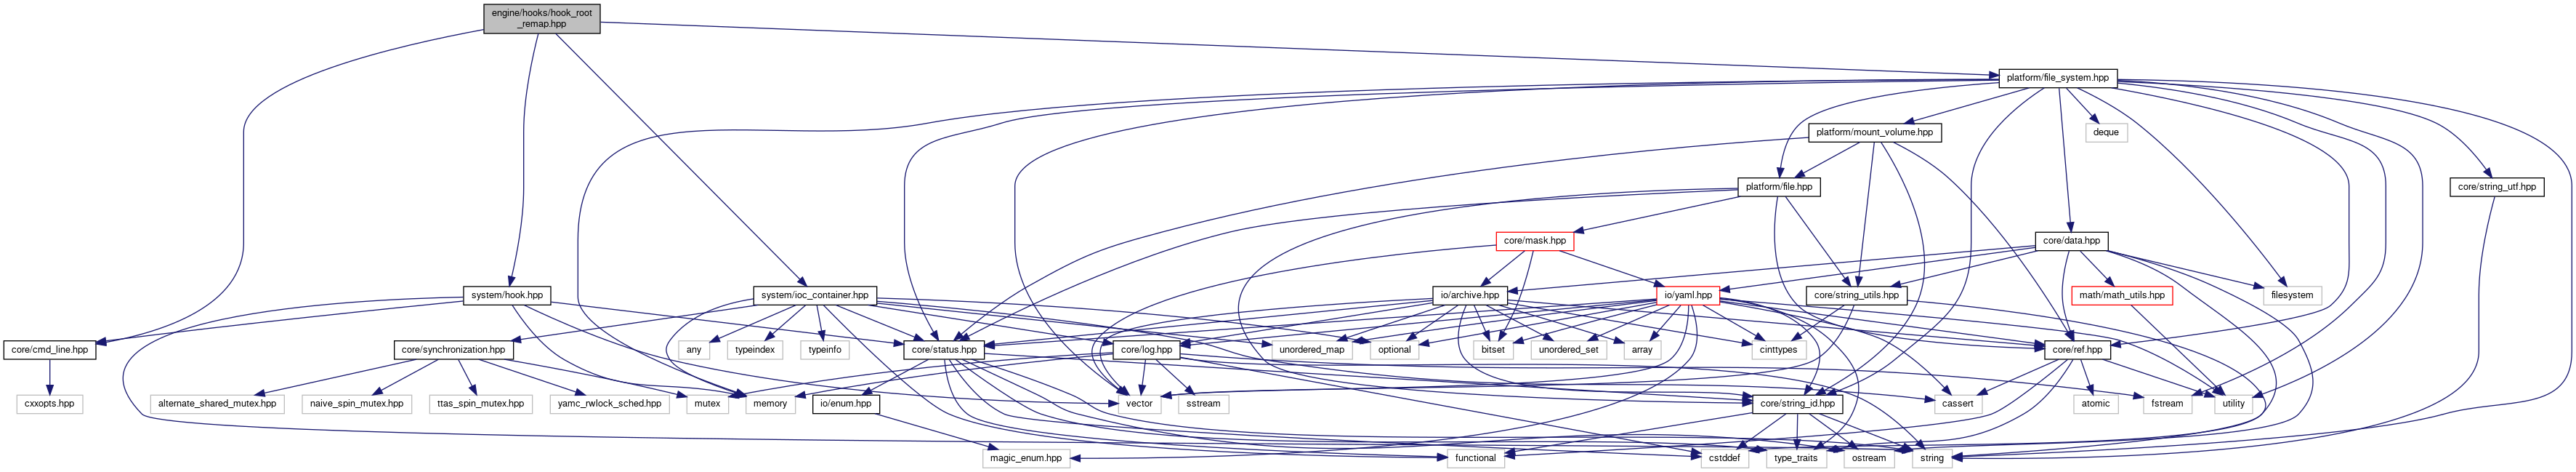 engine/hooks/hook_root
_remap.hpp
platform/file_system.hpp
platform/mount_volume.hpp
deque
platform/file.hpp
core/string_utf.hpp
core/mask.hpp
core/data.hpp
system/hook.hpp
system/ioc_container.hpp
io/archive.hpp
io/yaml.hpp
core/string_utils.hpp
math/math_utils.hpp
filesystem
core/cmd_line.hpp
core/synchronization.hpp
any
typeindex
typeinfo
core/status.hpp
core/log.hpp
unordered_map
optional
bitset
unordered_set
array
cinttypes
core/ref.hpp
cxxopts.hpp
alternate_shared_mutex.hpp
naive_spin_mutex.hpp
ttas_spin_mutex.hpp
yamc_rwlock_sched.hpp
mutex
memory
io/enum.hpp
vector
sstream
core/string_id.hpp
cassert
atomic
fstream
utility
magic_enum.hpp
functional
cstddef
type_traits
ostream
string